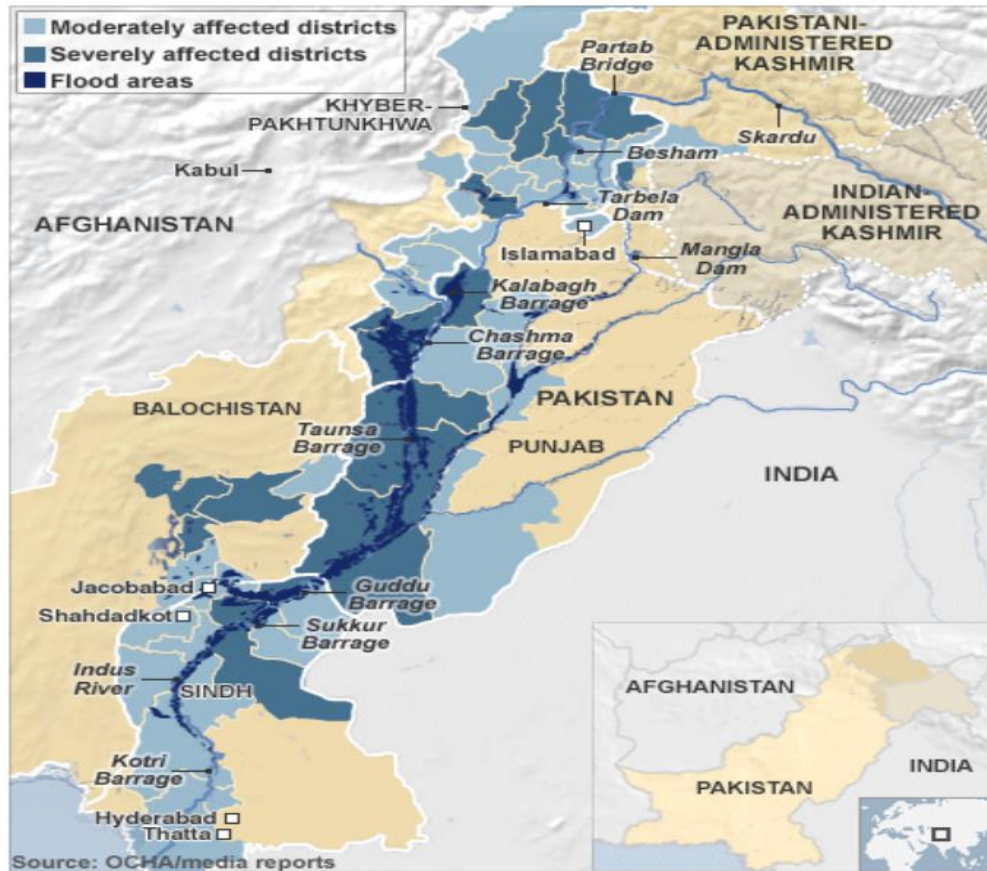 Moderately affected districts
Severely affected districts
Flood areas
PAKISTANI-
ADMINISTERED
KASHMIR
Partab
Bridge
KHYBER-
PAKHTUNKHWA
Skardu
Besham
Kabul
INDIAN-
ADMINISTERED
KASHMIR
Tarbela
Dam
AFGHANISTAN
Islamabad
Mangla
Dam
Kalabagh
Barrage
Chashma
Barrage
BALOCHISTAN
PAKISTAN
Taunsa
Barrage
PUNJAB
INDIA
Jacobabad
Guddu
Barrage
Shahdadkot
Sukkur
Barrage
Indus
River
SINDH
AFGHANISTAN
Kotri
Barrage
INDIA
PAKISTAN
Hyderabad
Thatta
Source: OCHA/media reports